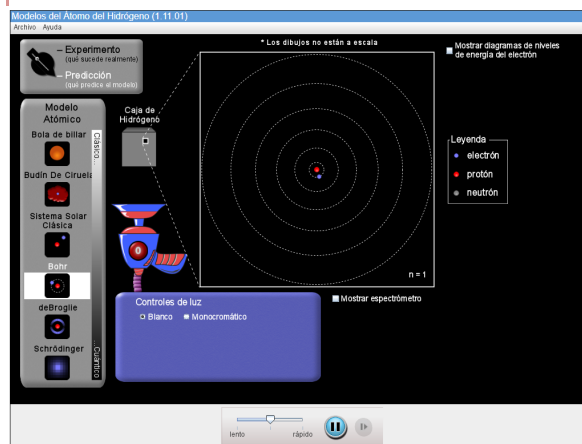 Modelos del Átomo del Hidrógeno (1.11.01)
Archivo Ayuda
Experimento
(qué sucede realmente)
Predicción
(qué predice el modelo)
* Los dibujos no están a escala
Mostrar diagramas de niveles
de energía del electrón
Modelo
Atómico
Bola de billar
Budín De Ciruela
Sistema Solar
Clásica
Bohr
deBroglie
Schrödinger
Clásico...
...Cuántico
Caja de
Hidrógeno
Leyenda
electrón
protón
neutrón
n = 1
Controles de luz
Blanco Monocromático
Mostrar espectrómetro
lento rápido